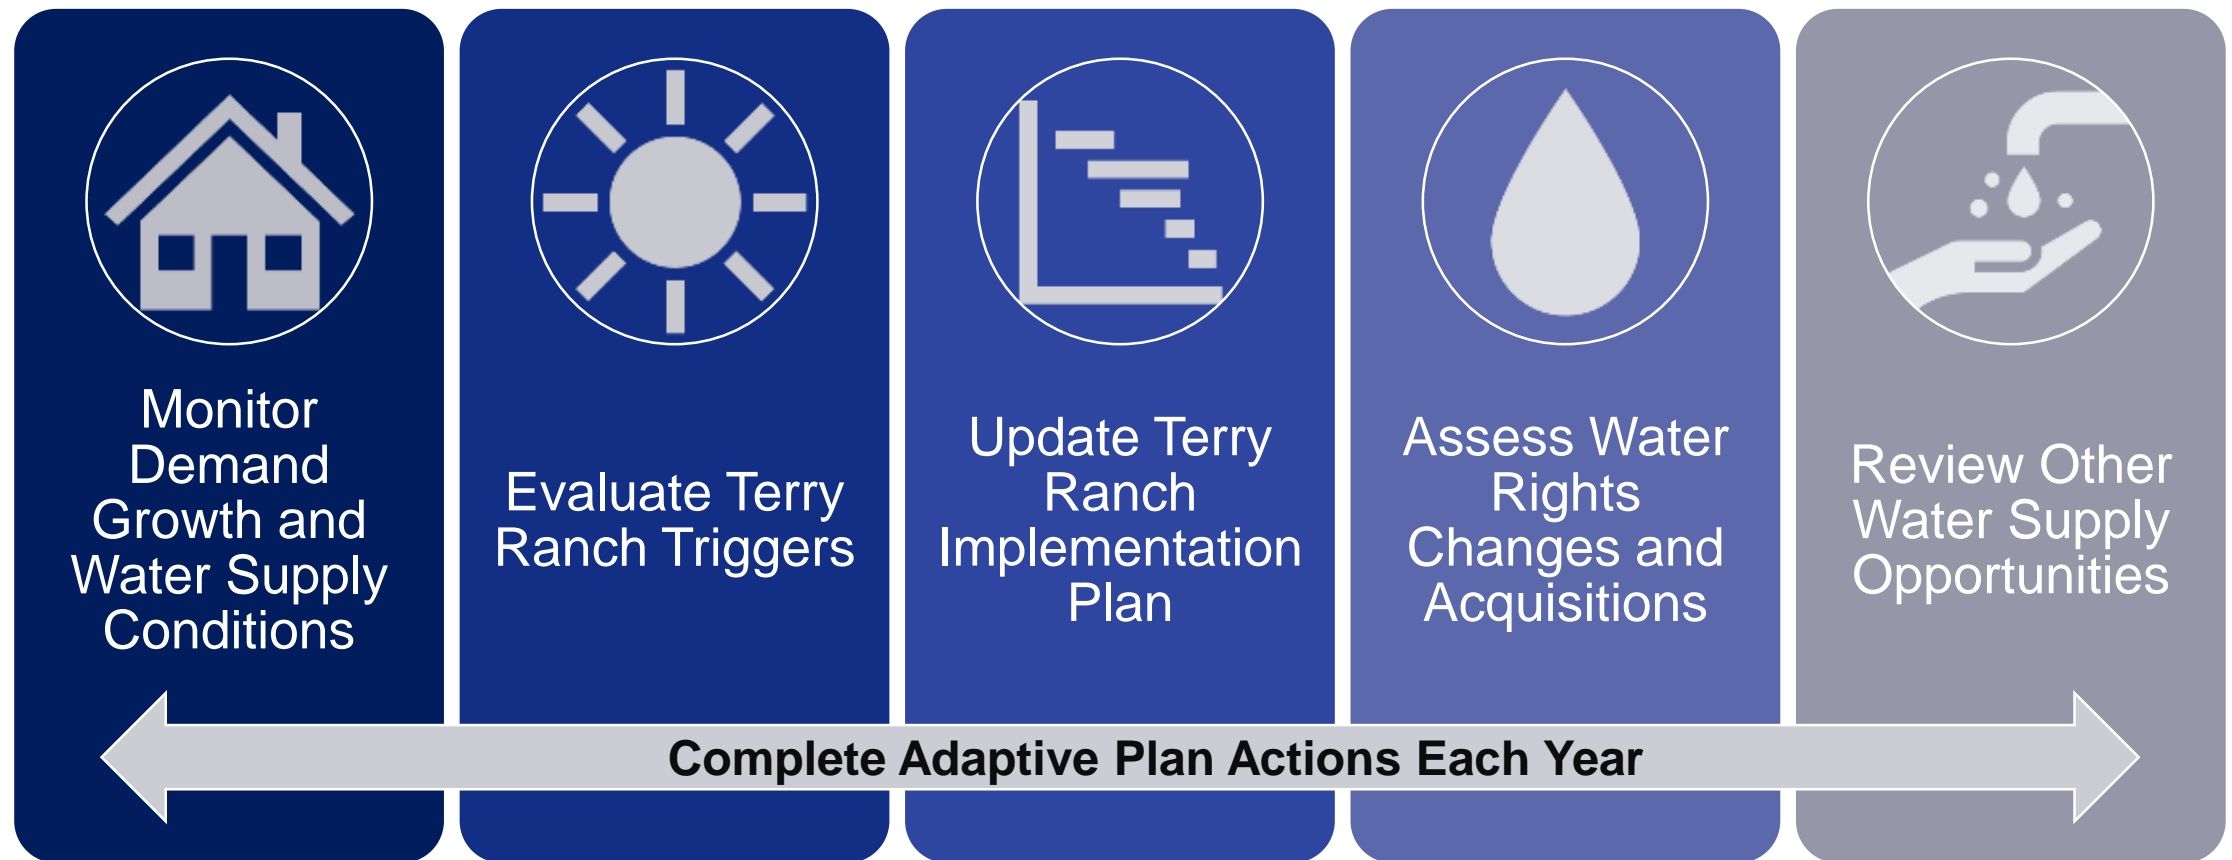 Monitor
Demand
Growth and
Water Supply
Conditions
Evaluate Terry
Ranch Triggers
Update Terry
Ranch
Implementation
Plan
Assess Water
Rights
Changes and
Acquisitions
Review Other
Water Supply
Opportunities
Complete Adaptive Plan Actions Each Year